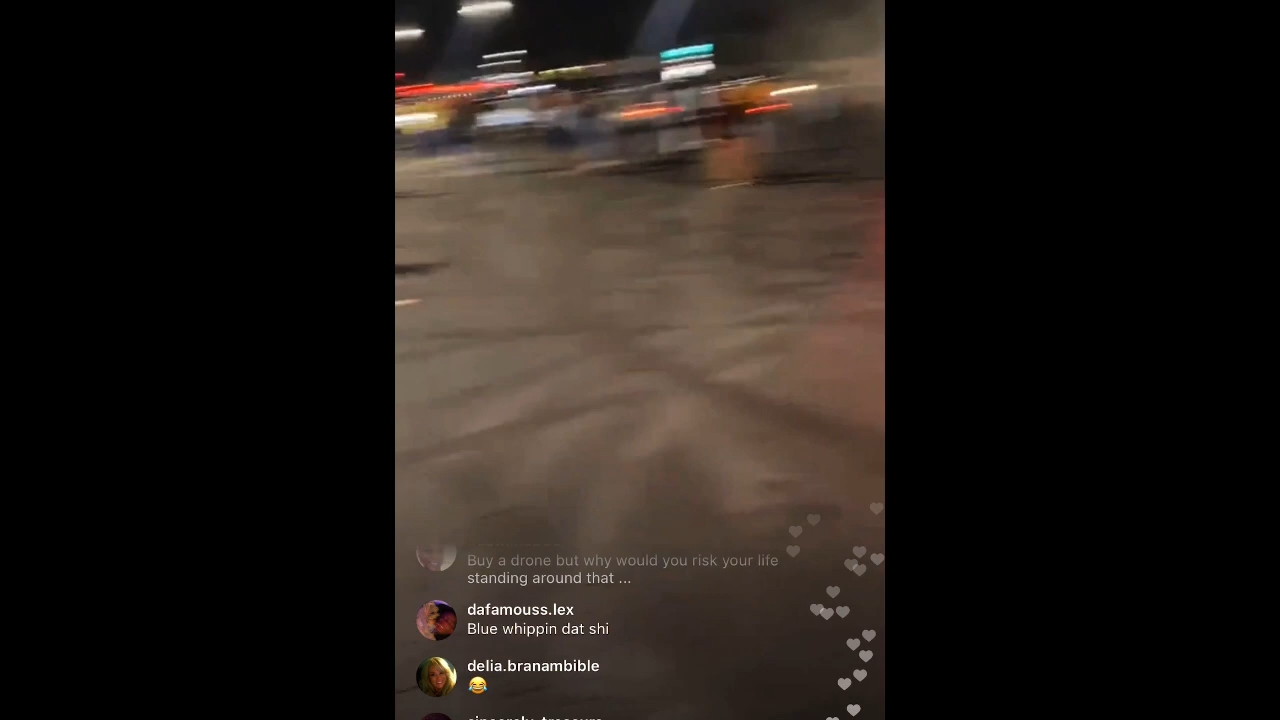 Buy a drone but why would you risk your life
standing around that ...
dafamouss.lex
Blue whippin dat shi
delia.branambible
😂